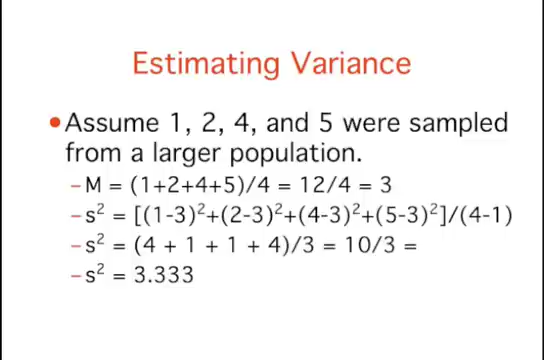 Estimating Variance
•Assume 1, 2, 4, and 5 were sampled
from a larger population.
–M = (1+2+4+5)/4 = 12/4 = 3
–s² = [(1-3)²+(2-3)²+(4-3)²+(5-3)²]/(4-1)
–s² = (4 + 1 + 1 + 4)/3 = 10/3 =
–s² = 3.333